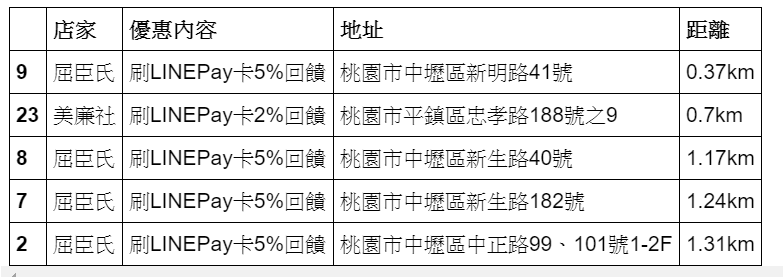 店家 優惠內容 地址 距離
9 屈臣氏 刷LINEPay卡5%回饋 桃園市中壢區新明路41號 0.37km
23 美廉社 刷LINEPay卡2%回饋 桃園市平鎮區忠孝路188號之9 0.7km
8 屈臣氏 刷LINEPay卡5%回饋 桃園市中壢區新生路40號 1.17km
7 屈臣氏 刷LINEPay卡5%回饋 桃園市中壢區新生路182號 1.24km
2 屈臣氏 刷LINEPay卡5%回饋 桃園市中壢區中正路99、101號1-2F 1.31km